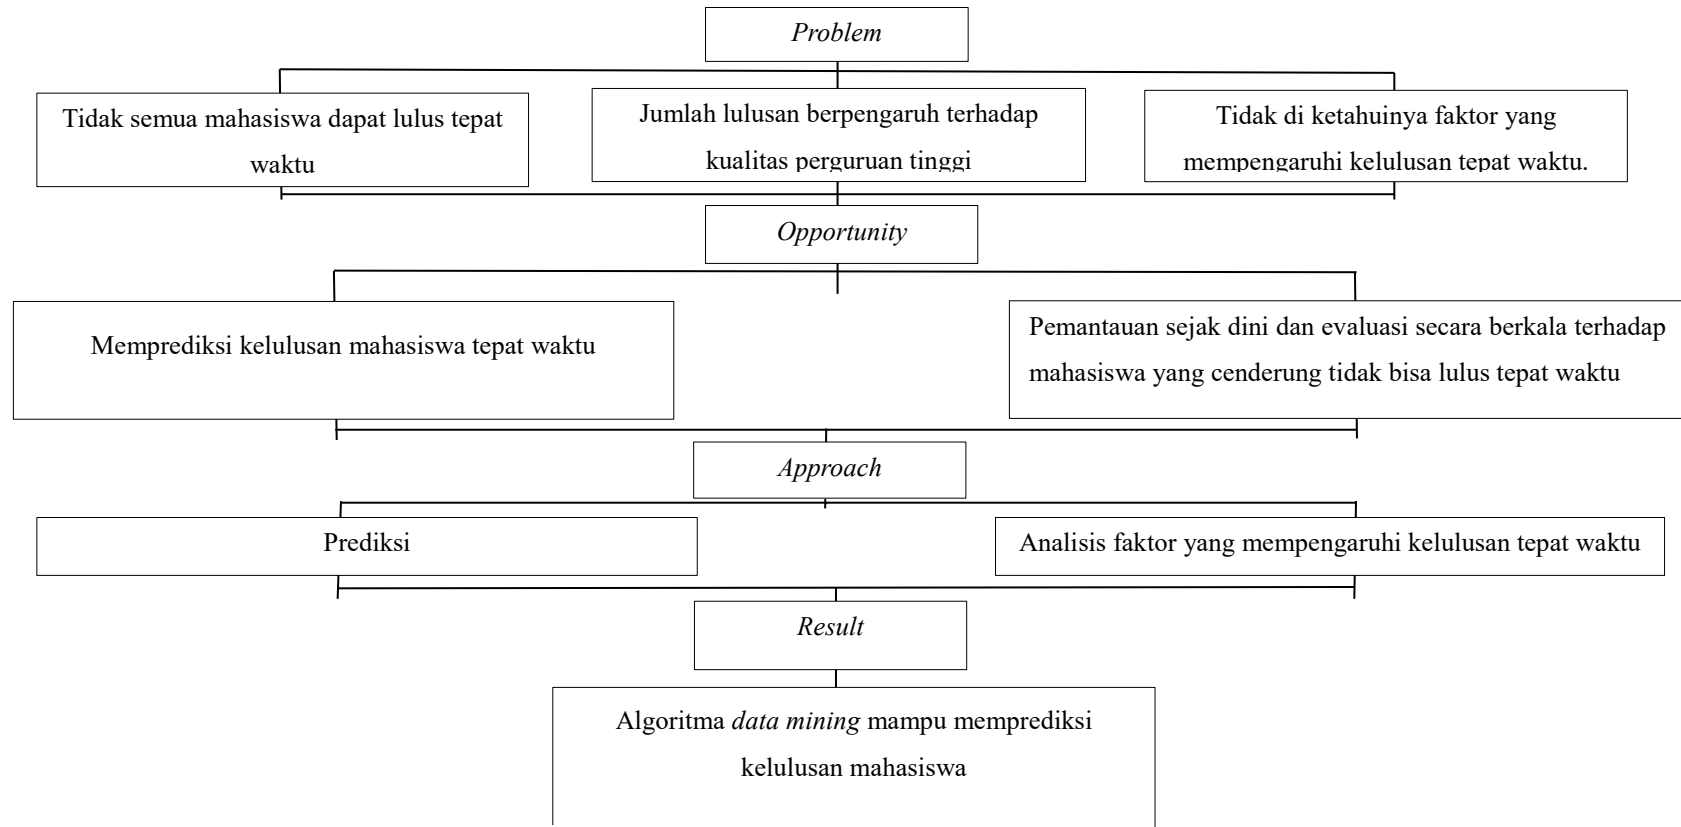 Problem
Tidak semua mahasiswa dapat lulus tepat
waktu
Jumlah lulusan berpengaruh terhadap
kualitas perguruan tinggi
Tidak di ketahuinya faktor yang
mempengaruhi kelulusan tepat waktu.
Opportunity
Memprediksi kelulusan mahasiswa tepat waktu
Pemantauan sejak dini dan evaluasi secara berkala terhadap
mahasiswa yang cenderung tidak bisa lulus tepat waktu
Approach
Prediksi
Analisis faktor yang mempengaruhi kelulusan tepat waktu
Result
Algoritma data mining mampu memprediksi
kelulusan mahasiswa